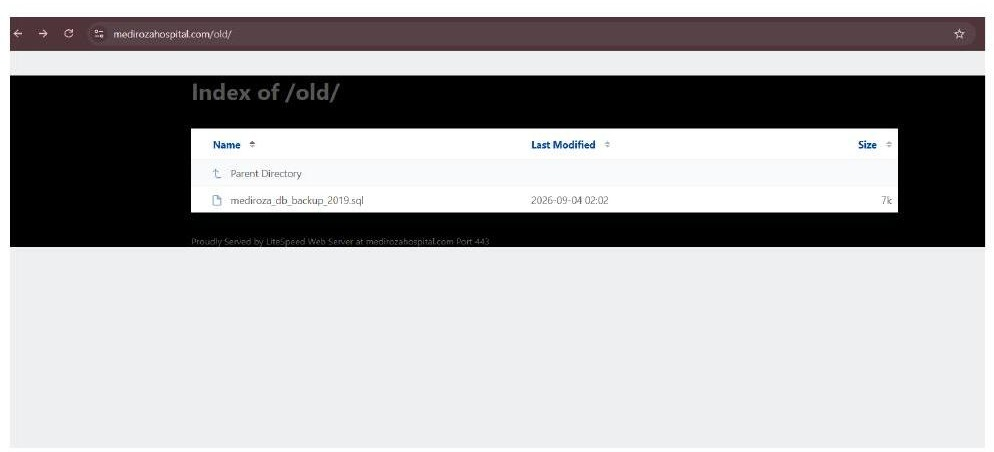 medirozahospital.com/old/
Index of /old/
Name Last Modified Size
Parent Directory
mediroza_db_backup_2019.sql 2026-09-04 02:02 7k
Proudly Served by LiteSpeed Web Server at medirozahospital.com Port 443